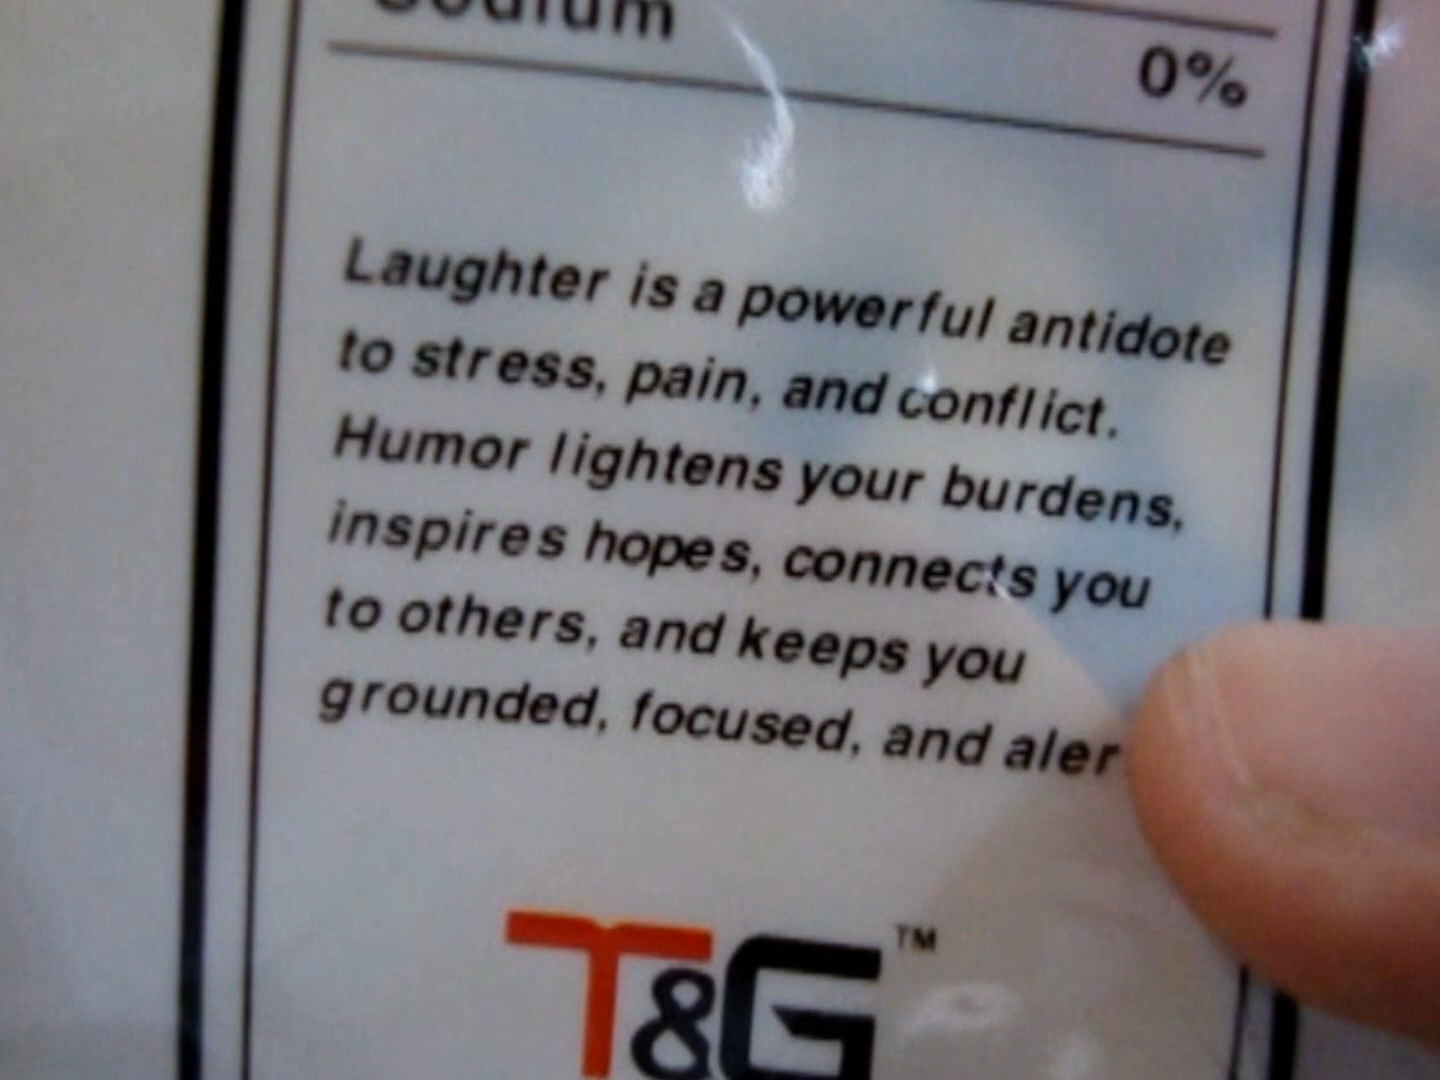 Sodium
0%
Laughter is a powerful antidote
to stress, pain, and conflict.
Humor lightens your burdens,
inspires hopes, connects you
to others, and keeps you
grounded, focused, and aler
T&G™